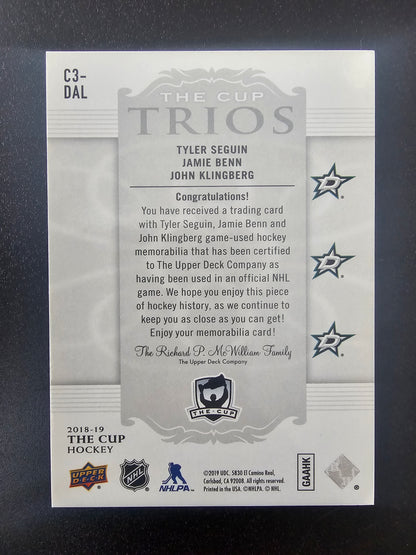 C3-
DAL
THE CUP
TRIOS
TYLER SEGUIN
JAMIE BENN
JOHN KLINGBERG
Congratulations!
You have received a trading card
with Tyler Seguin, Jamie Benn and
John Klingberg game-used hockey
memorabilia that has been certified
to The Upper Deck Company as
having been used in an official NHL
game. We hope you enjoy this piece
of hockey history, as we continue to
keep you as close as you can get!
Enjoy your memorabilia card!
The Richard P. McWilliam Family
The Upper Deck Company
THE·CUP
2018-19
THE CUP
HOCKEY
UPPER
DECK
NHL
NHLPA
©2019 UDC. 5830 El Camino Real,
Carlsbad, CA 92008. All rights reserved.
Printed in the USA. ©NHLPA. © NHL.
GAAHK
D
D
D